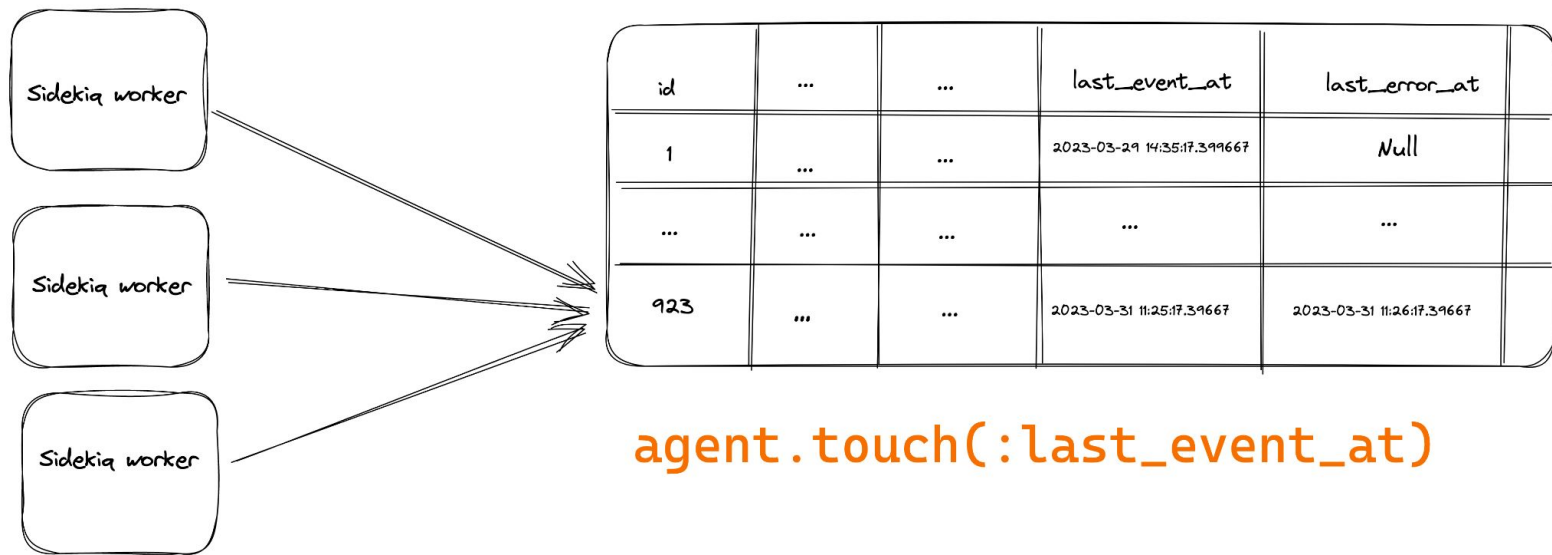 Sidekiq worker
Sidekiq worker
Sidekiq worker
id ... ... last_event_at last_error_at
1 ... ... 2023-03-29 14:35:17.399667 Null
... ... ... ... ...
923 ... ... 2023-03-31 11:25:17.39667 2023-03-31 11:26:17.39667
agent.touch(:last_event_at)